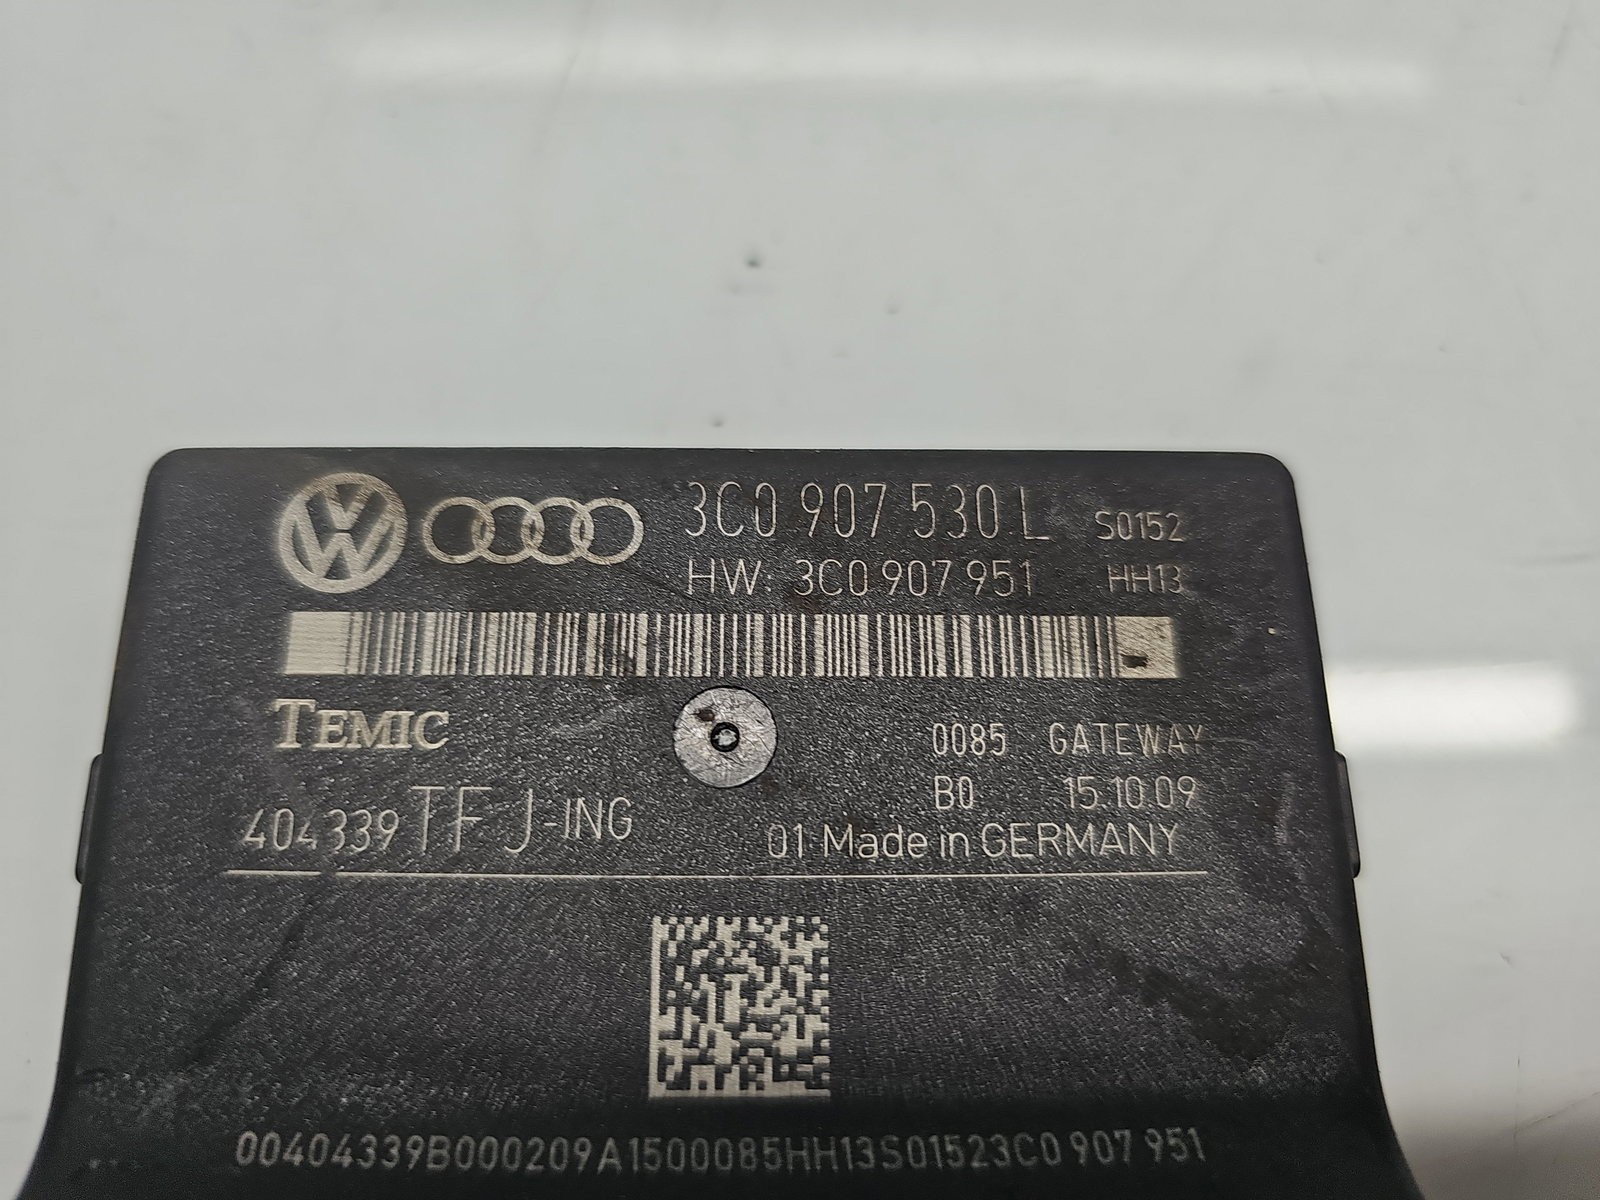 3C0 907 530 L S0152
HW: 3C0 907 951 HH13
TEMIC
0085 GATEWAY
B0 15.10.09
404339 TF J-ING
01 Made in GERMANY
00404339B000209A1500085HH13S01523C0 907 951